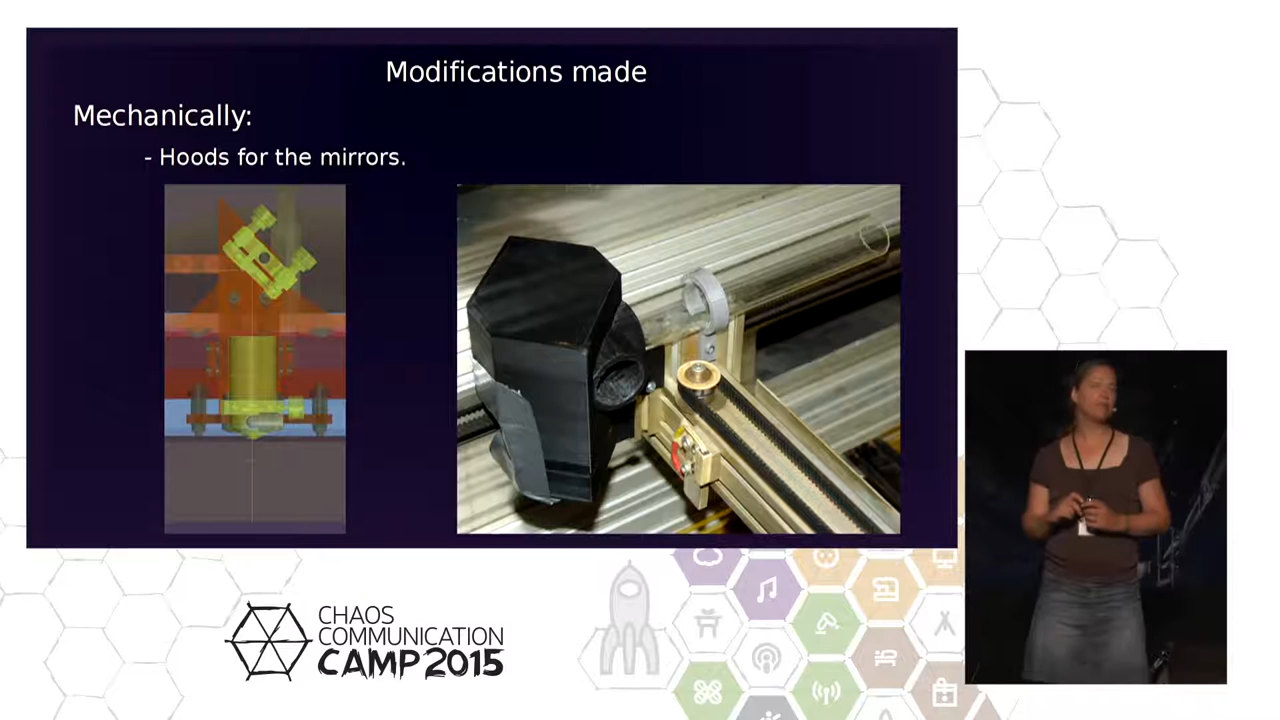 Modifications made
Mechanically:
- Hoods for the mirrors.
CHAOS
COMMUNICATION
CAMP 2015